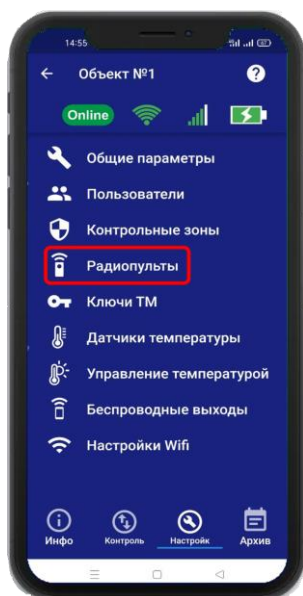 14:55
Объект №1
?
Online
Общие параметры
Пользователи
Контрольные зоны
Радиопульты
Ключи ТМ
Датчики температуры
Управление температурой
Беспроводные выходы
Настройки Wifi
Инфо Контроль Настройк Архив